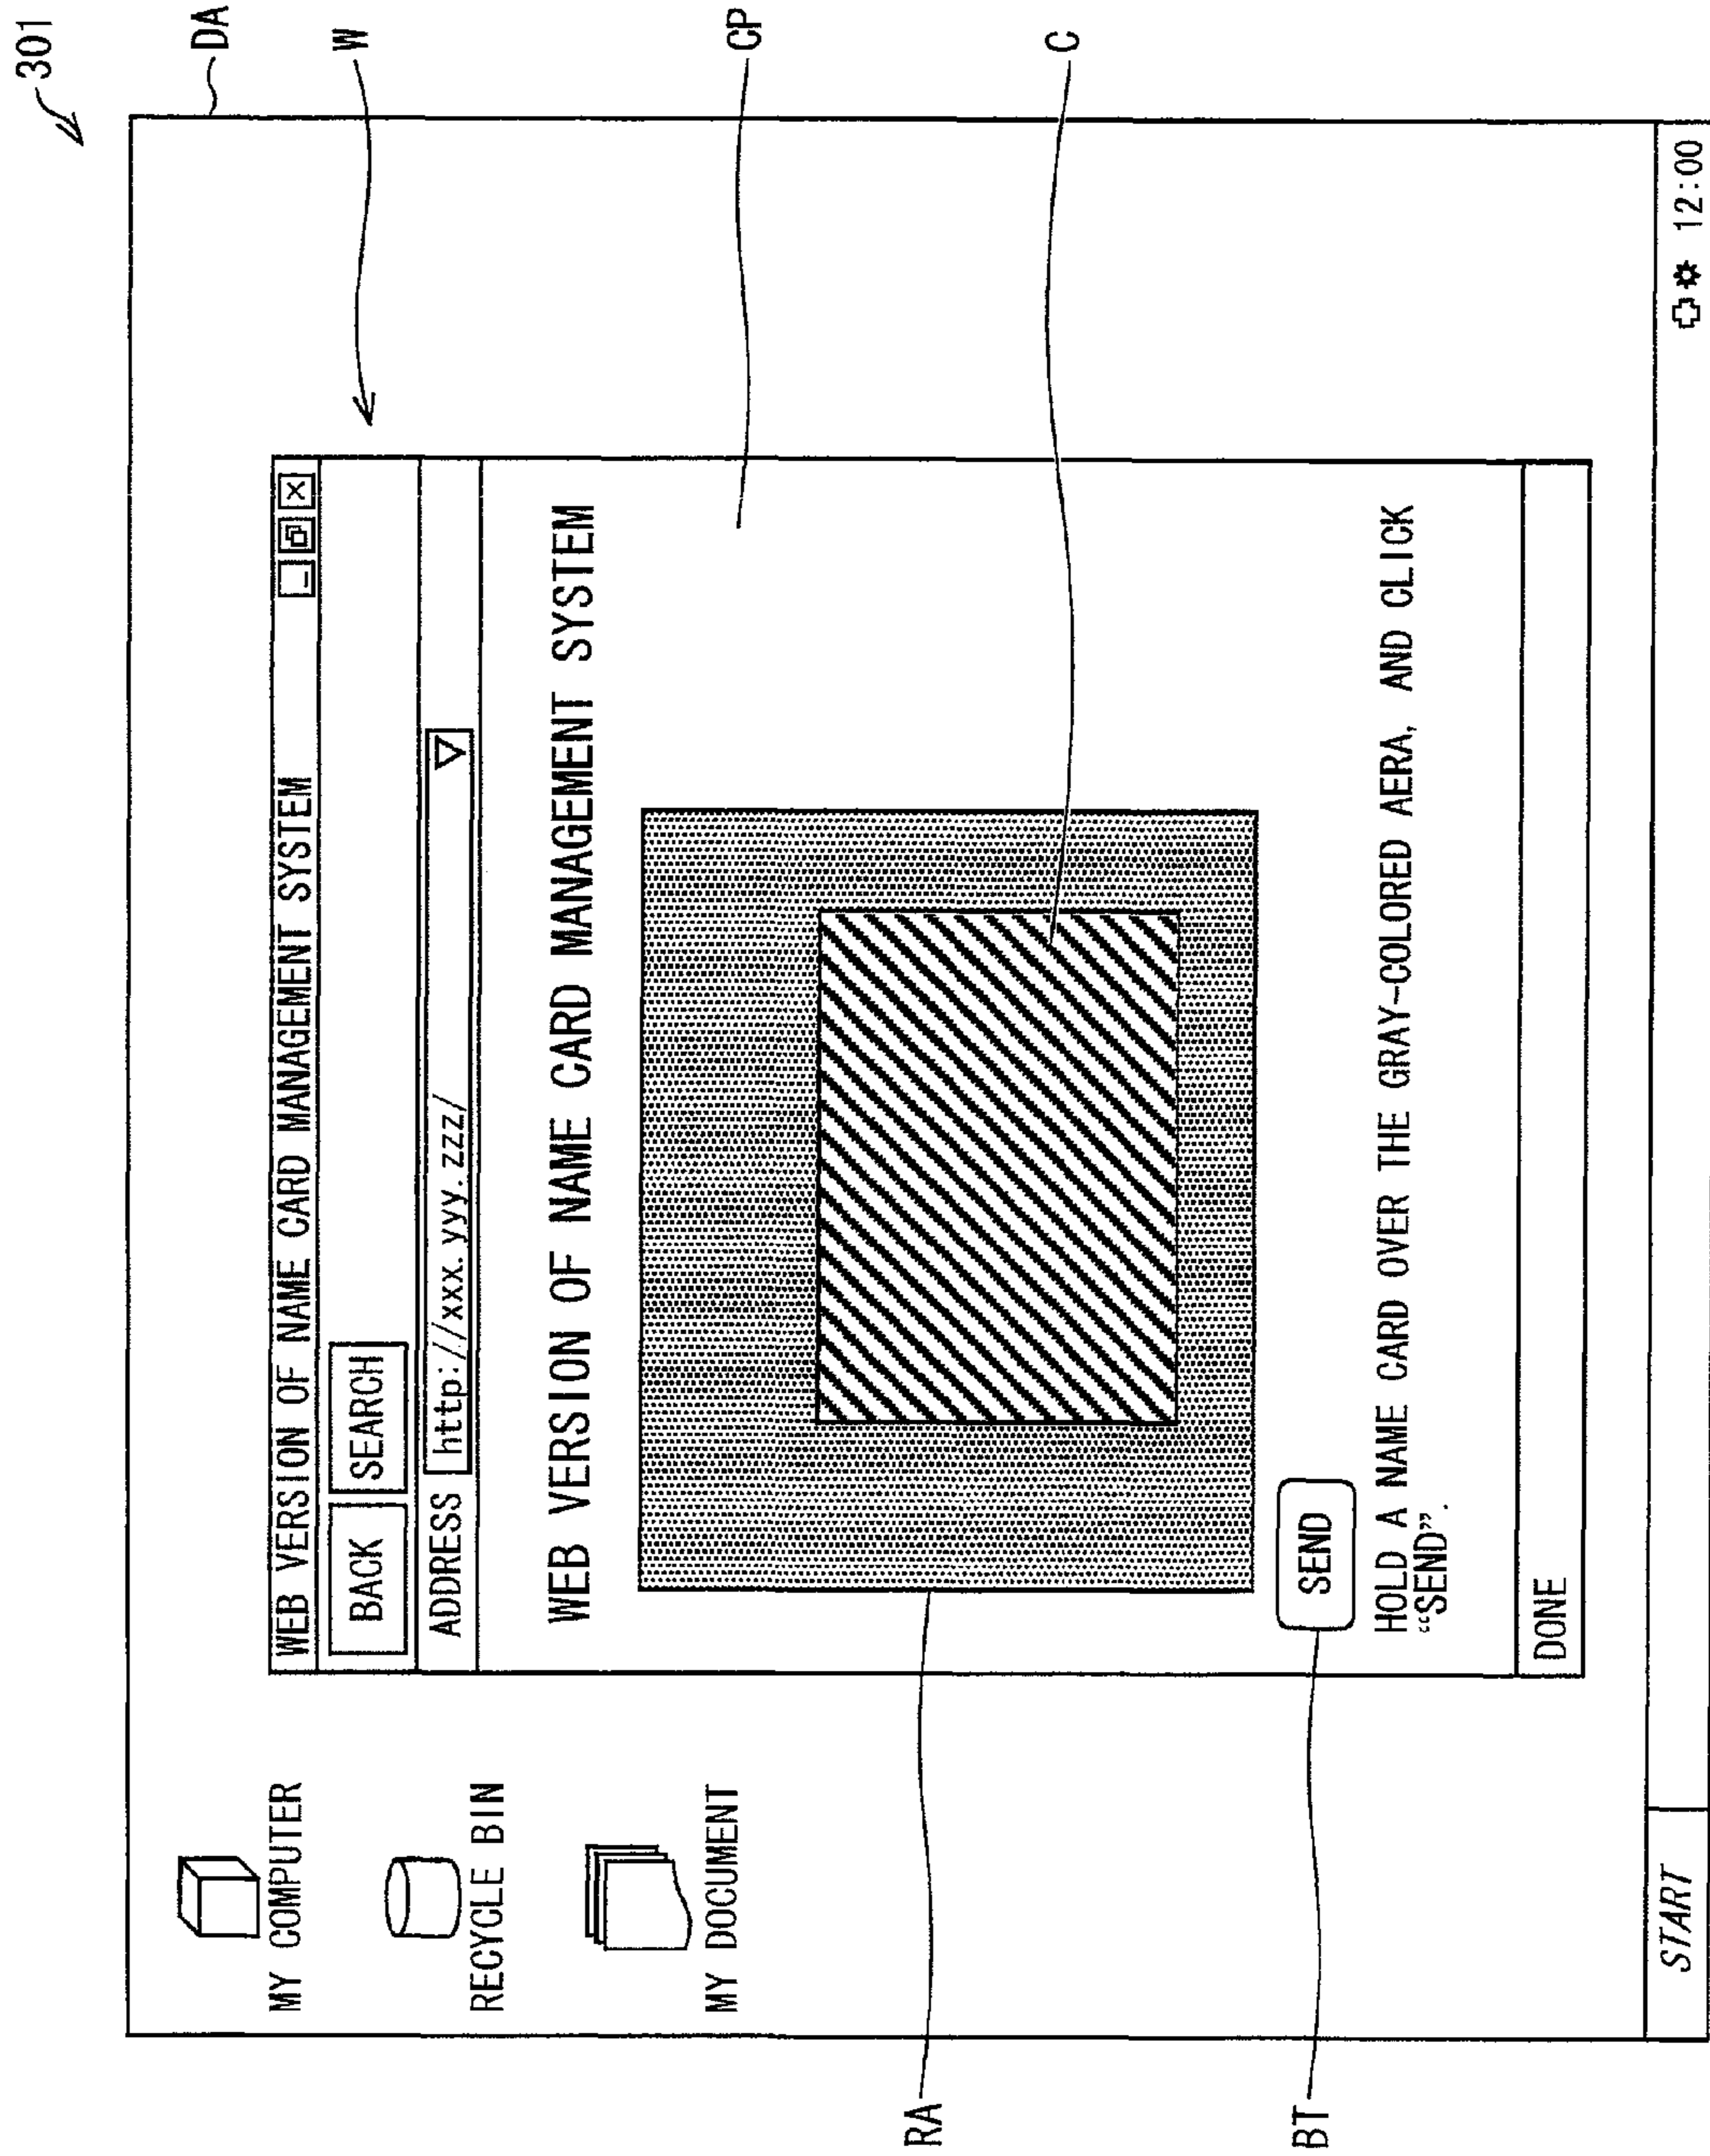 301
DA
W
CP
C
MY COMPUTER
RECYCLE BIN
MY DOCUMENT
WEB VERSION OF NAME CARD MANAGEMENT SYSTEM
BACK SEARCH
ADDRESS http://xxx.yyy.zzz/
WEB VERSION OF NAME CARD MANAGEMENT SYSTEM
RA
SEND
BT
HOLD A NAME CARD OVER THE GRAY-COLORED AERA, AND CLICK
“SEND”.
DONE
START 12:00